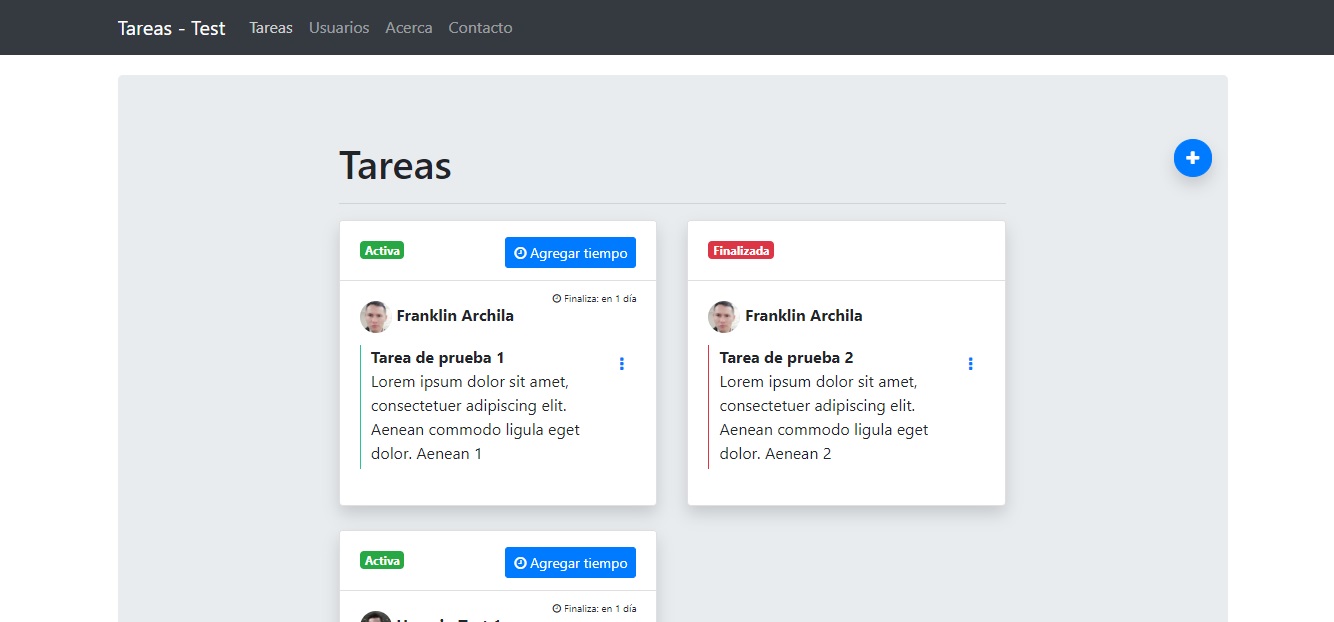 Tareas - Test Tareas Usuarios Acerca Contacto
Tareas
Activa Agregar tiempo
Finaliza: en 1 día
Franklin Archila
Tarea de prueba 1
Lorem ipsum dolor sit amet,
consectetuer adipiscing elit.
Aenean commodo ligula eget
dolor. Aenean 1
Finalizada
Franklin Archila
Tarea de prueba 2
Lorem ipsum dolor sit amet,
consectetuer adipiscing elit.
Aenean commodo ligula eget
dolor. Aenean 2
Activa Agregar tiempo
Finaliza: en 1 día